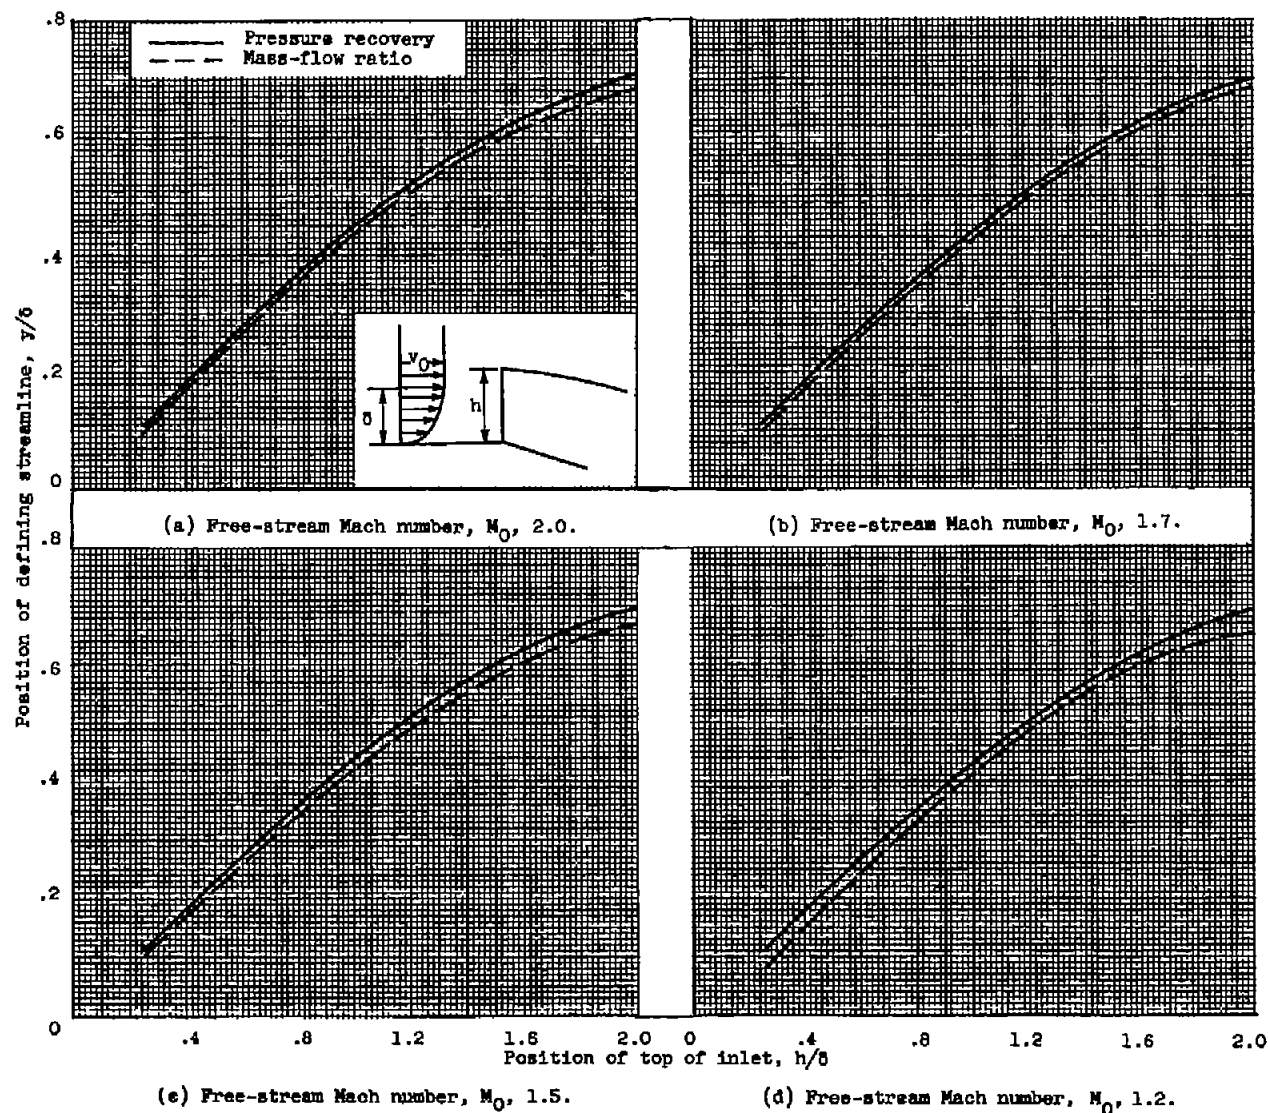 .8
Pressure recovery
Mass-flow ratio
.6
.4
.2
0
v0
δ
h
(a) Free-stream Mach number, M0, 2.0.
(b) Free-stream Mach number, M0, 1.7.
Position of defining streamline, y/δ
.8
.6
.4
.2
0
.4 .8 1.2 1.6 2.0 0 .4 .8 1.2 1.6 2.0
Position of top of inlet, h/δ
(c) Free-stream Mach number, M0, 1.5.
(d) Free-stream Mach number, M0, 1.2.